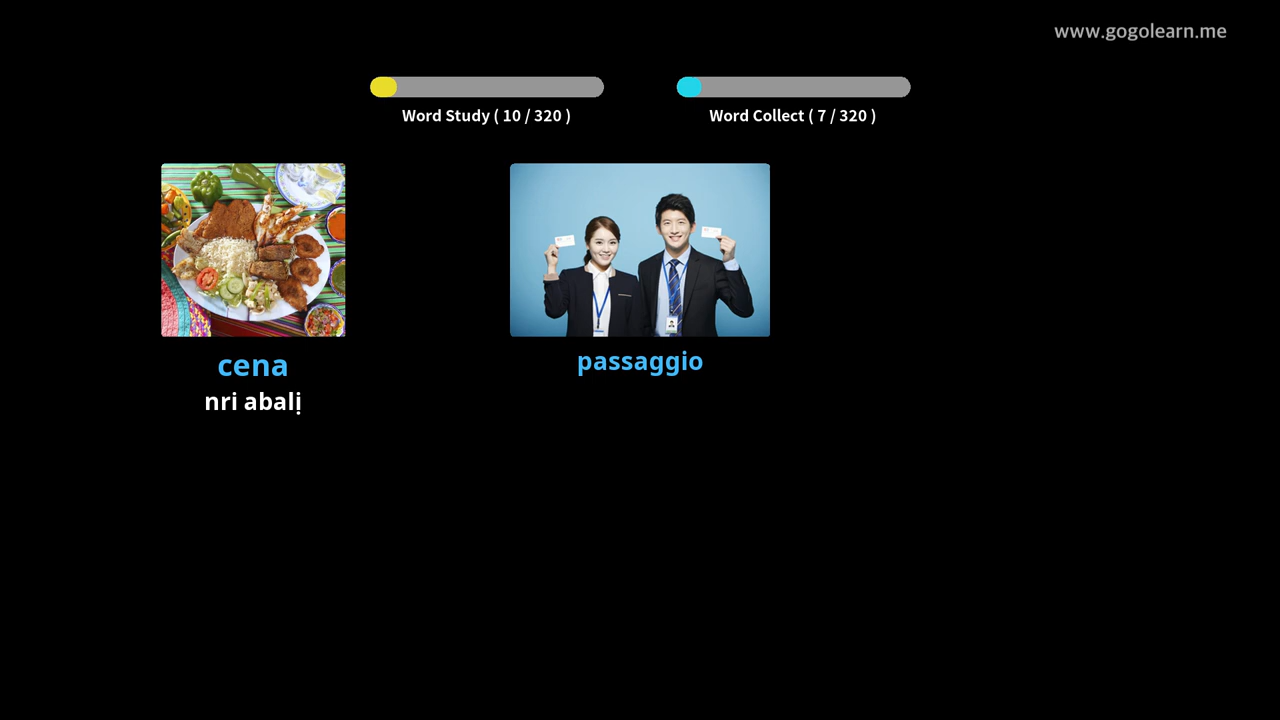 www.gogolearn.me
Word Study ( 10 / 320 )
Word Collect ( 7 / 320 )
cena
nri abalị
passaggio